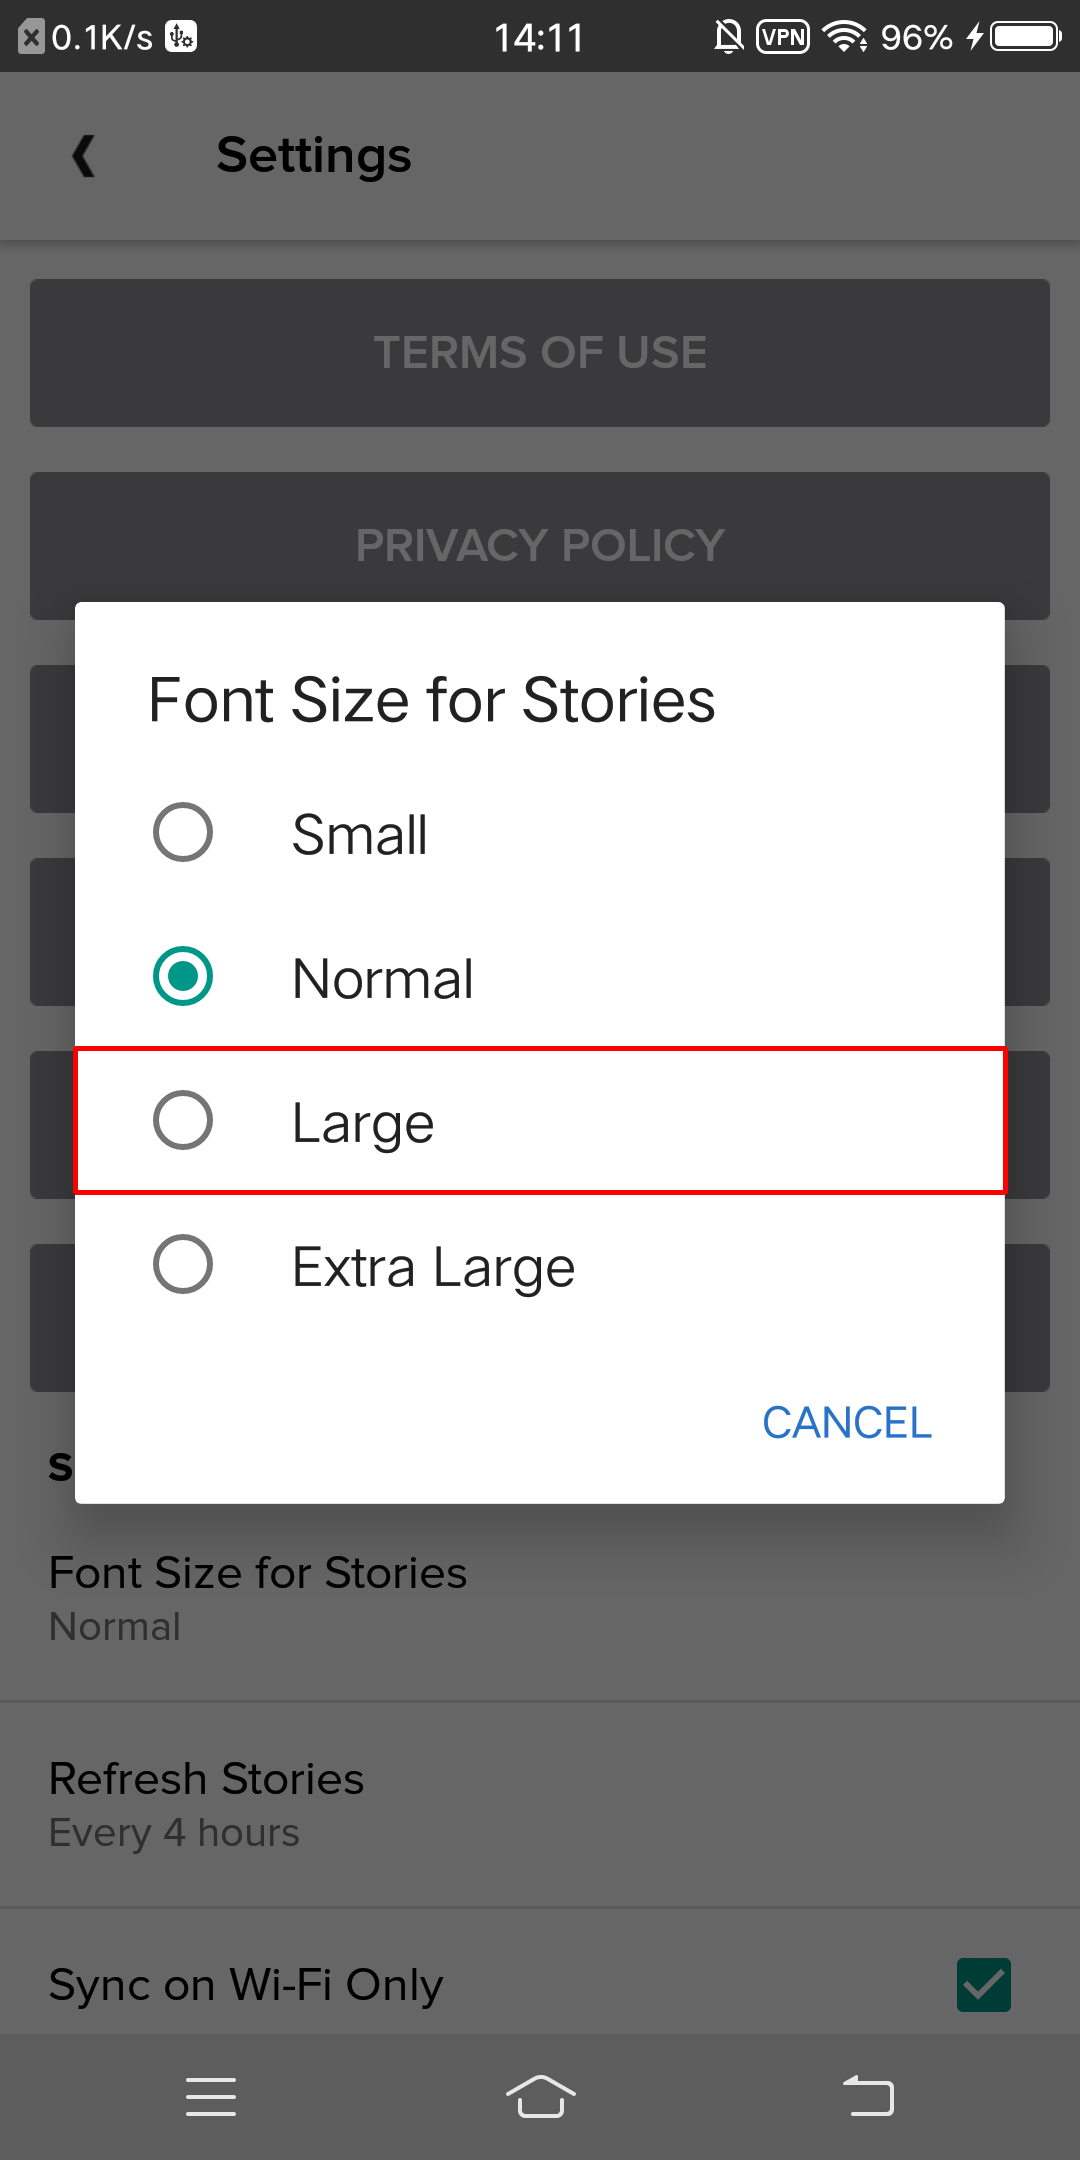 0.1K/s 14:11 VPN 96%
Settings
TERMS OF USE
PRIVACY POLICY
Font Size for Stories
Small
Normal
Large
Extra Large
CANCEL
Font Size for Stories
Normal
Refresh Stories
Every 4 hours
Sync on Wi-Fi Only